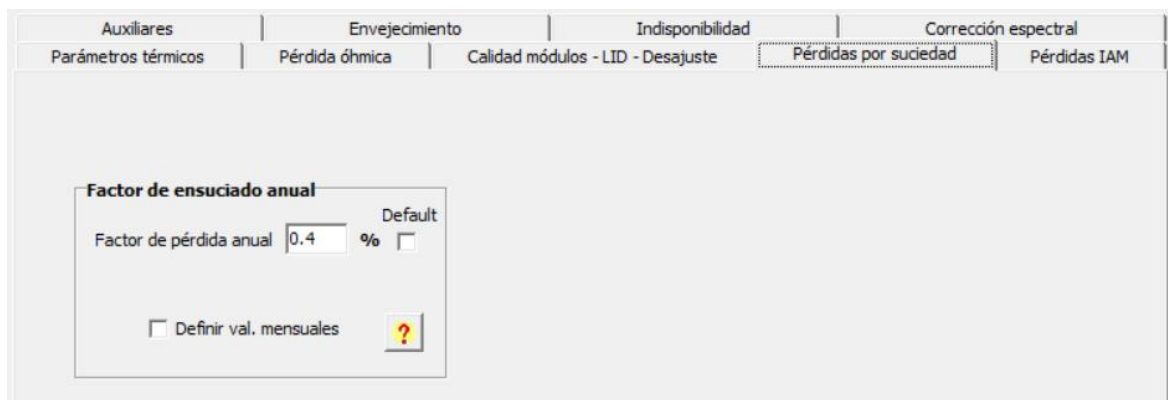 Auxiliares Envejecimiento Indisponibilidad Corrección espectral
Parámetros térmicos Pérdida óhmica Calidad módulos - LID - Desajuste Pérdidas por suciedad Pérdidas IAM
Factor de ensuciado anual
Default
Factor de pérdida anual 0.4 %
Definir val. mensuales ?